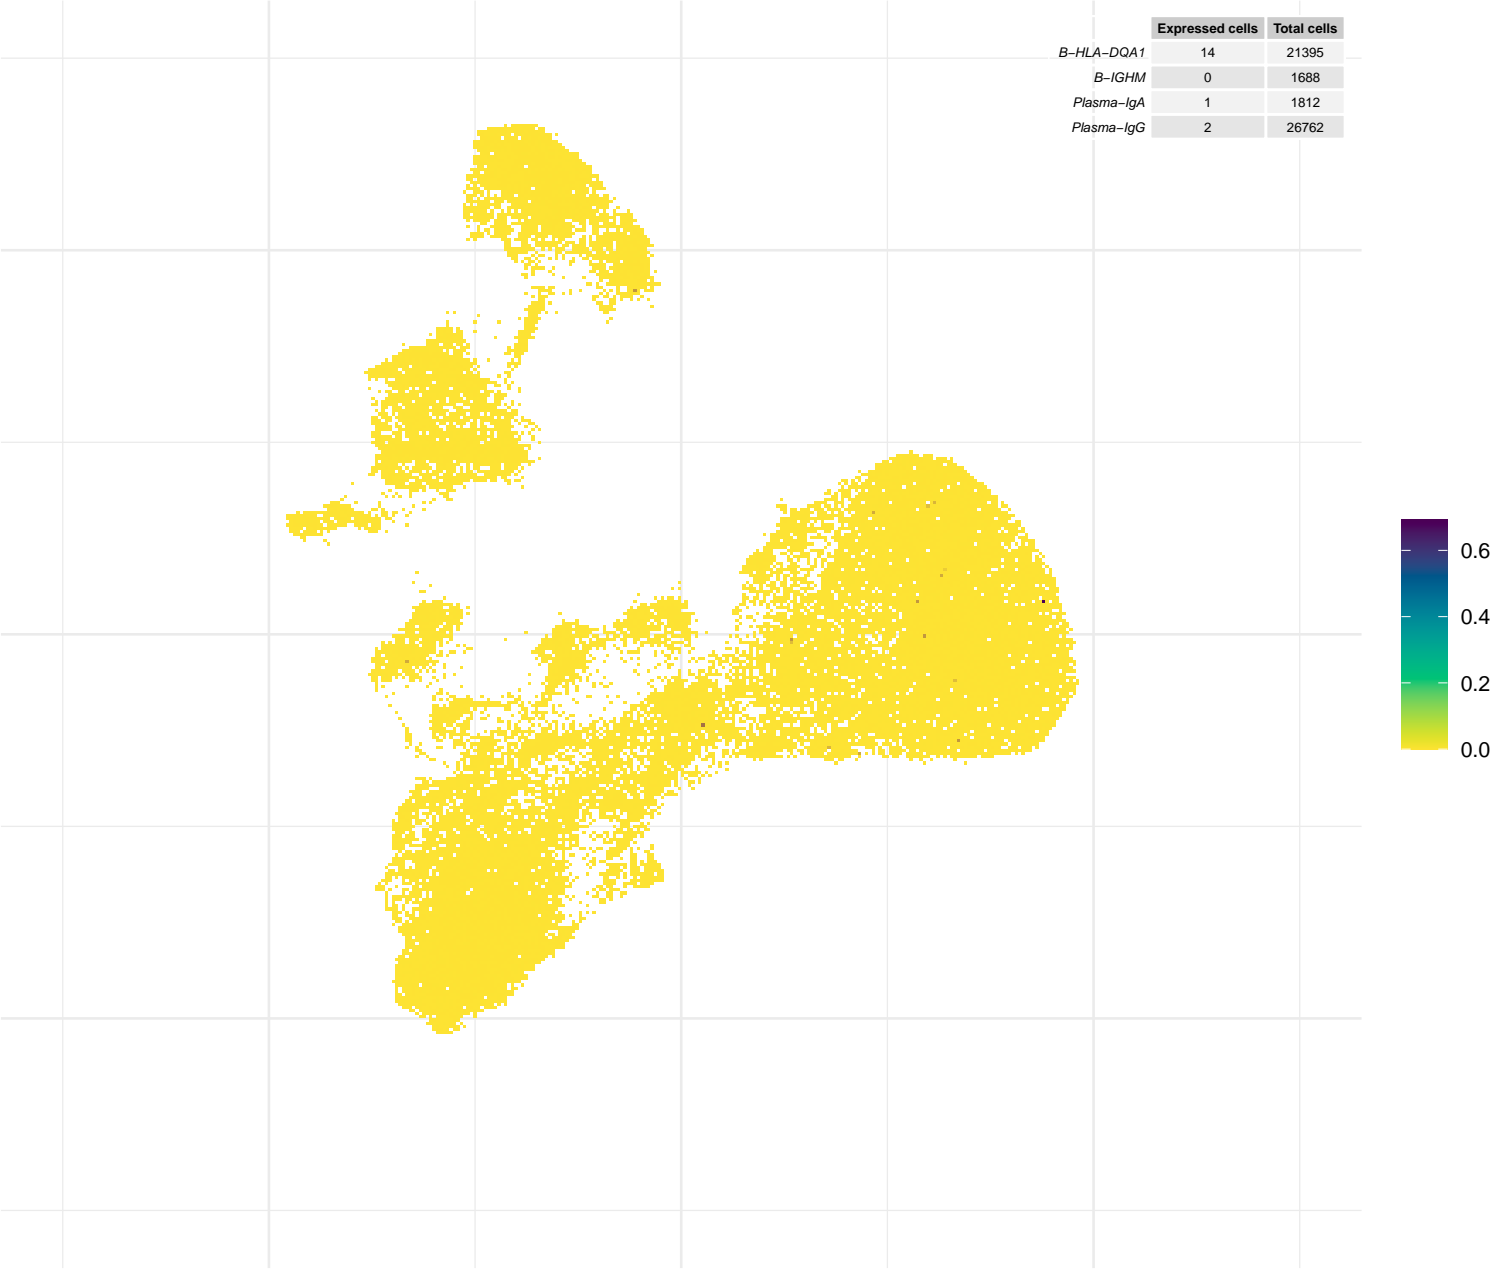 Expressed cells Total cells
B−HLA−DQA1 14 21395
B−IGHM 0 1688
Plasma−IgA 1 1812
Plasma−IgG 2 26762
0.6
0.4
0.2
0.0